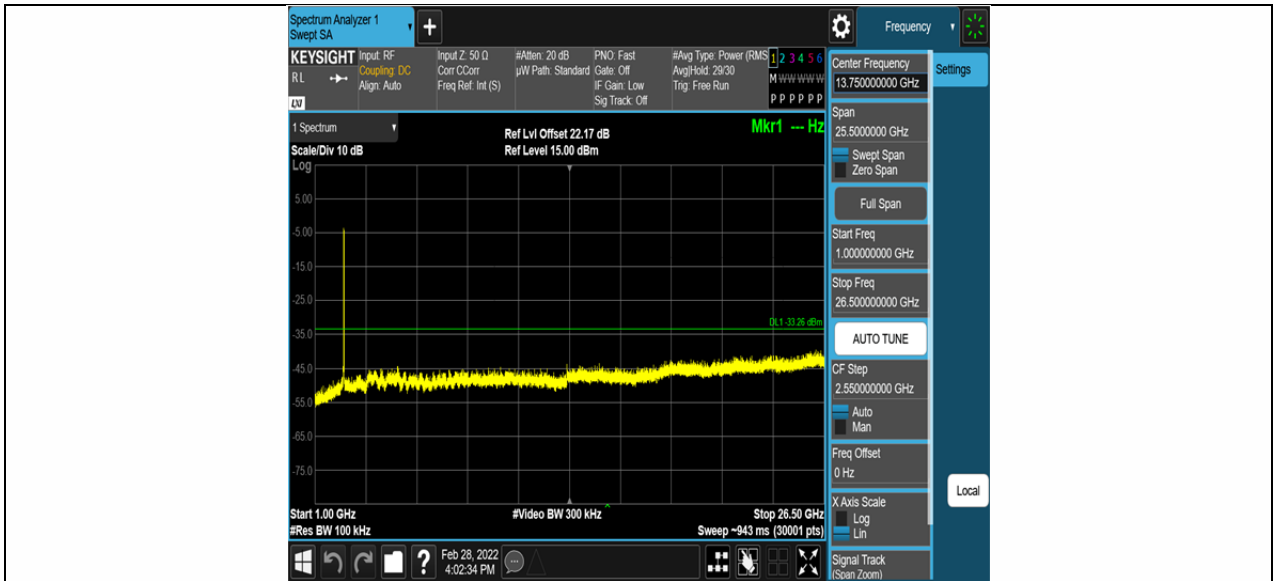 Spectrum Analyzer 1
Swept SA
+
Frequency
KEYSIGHT
RL
LXI
Input: RF
Coupling: DC
Align: Auto
Input Z: 50 Ω
Corr CCorr
Freq Ref: Int (S)
#Atten: 20 dB
µW Path: Standard
PNO: Fast
Gate: Off
IF Gain: Low
Sig Track: Off
#Avg Type: Power (RMS
Avg|Hold: 29/30
Trig: Free Run
1 2 3 4 5 6
M W W W W W
P P P P P P
1 Spectrum
Scale/Div 10 dB
Log
Ref Lvl Offset 22.17 dB
Ref Level 15.00 dBm
Mkr1 --- Hz
5.00
-5.00
-15.0
-25.0
-35.0
-45.0
-55.0
-65.0
-75.0
DL1 -33.26 dBm
Start 1.00 GHz
#Res BW 100 kHz
#Video BW 300 kHz
Stop 26.50 GHz
Sweep ~943 ms (30001 pts)
?
Feb 28, 2022
4:02:34 PM
Center Frequency
13.750000000 GHz
Span
25.5000000 GHz
Swept Span
Zero Span
Full Span
Start Freq
1.000000000 GHz
Stop Freq
26.500000000 GHz
AUTO TUNE
CF Step
2.550000000 GHz
Auto
Man
Freq Offset
0 Hz
X Axis Scale
Log
Lin
Signal Track
(Span Zoom)
Settings
Local